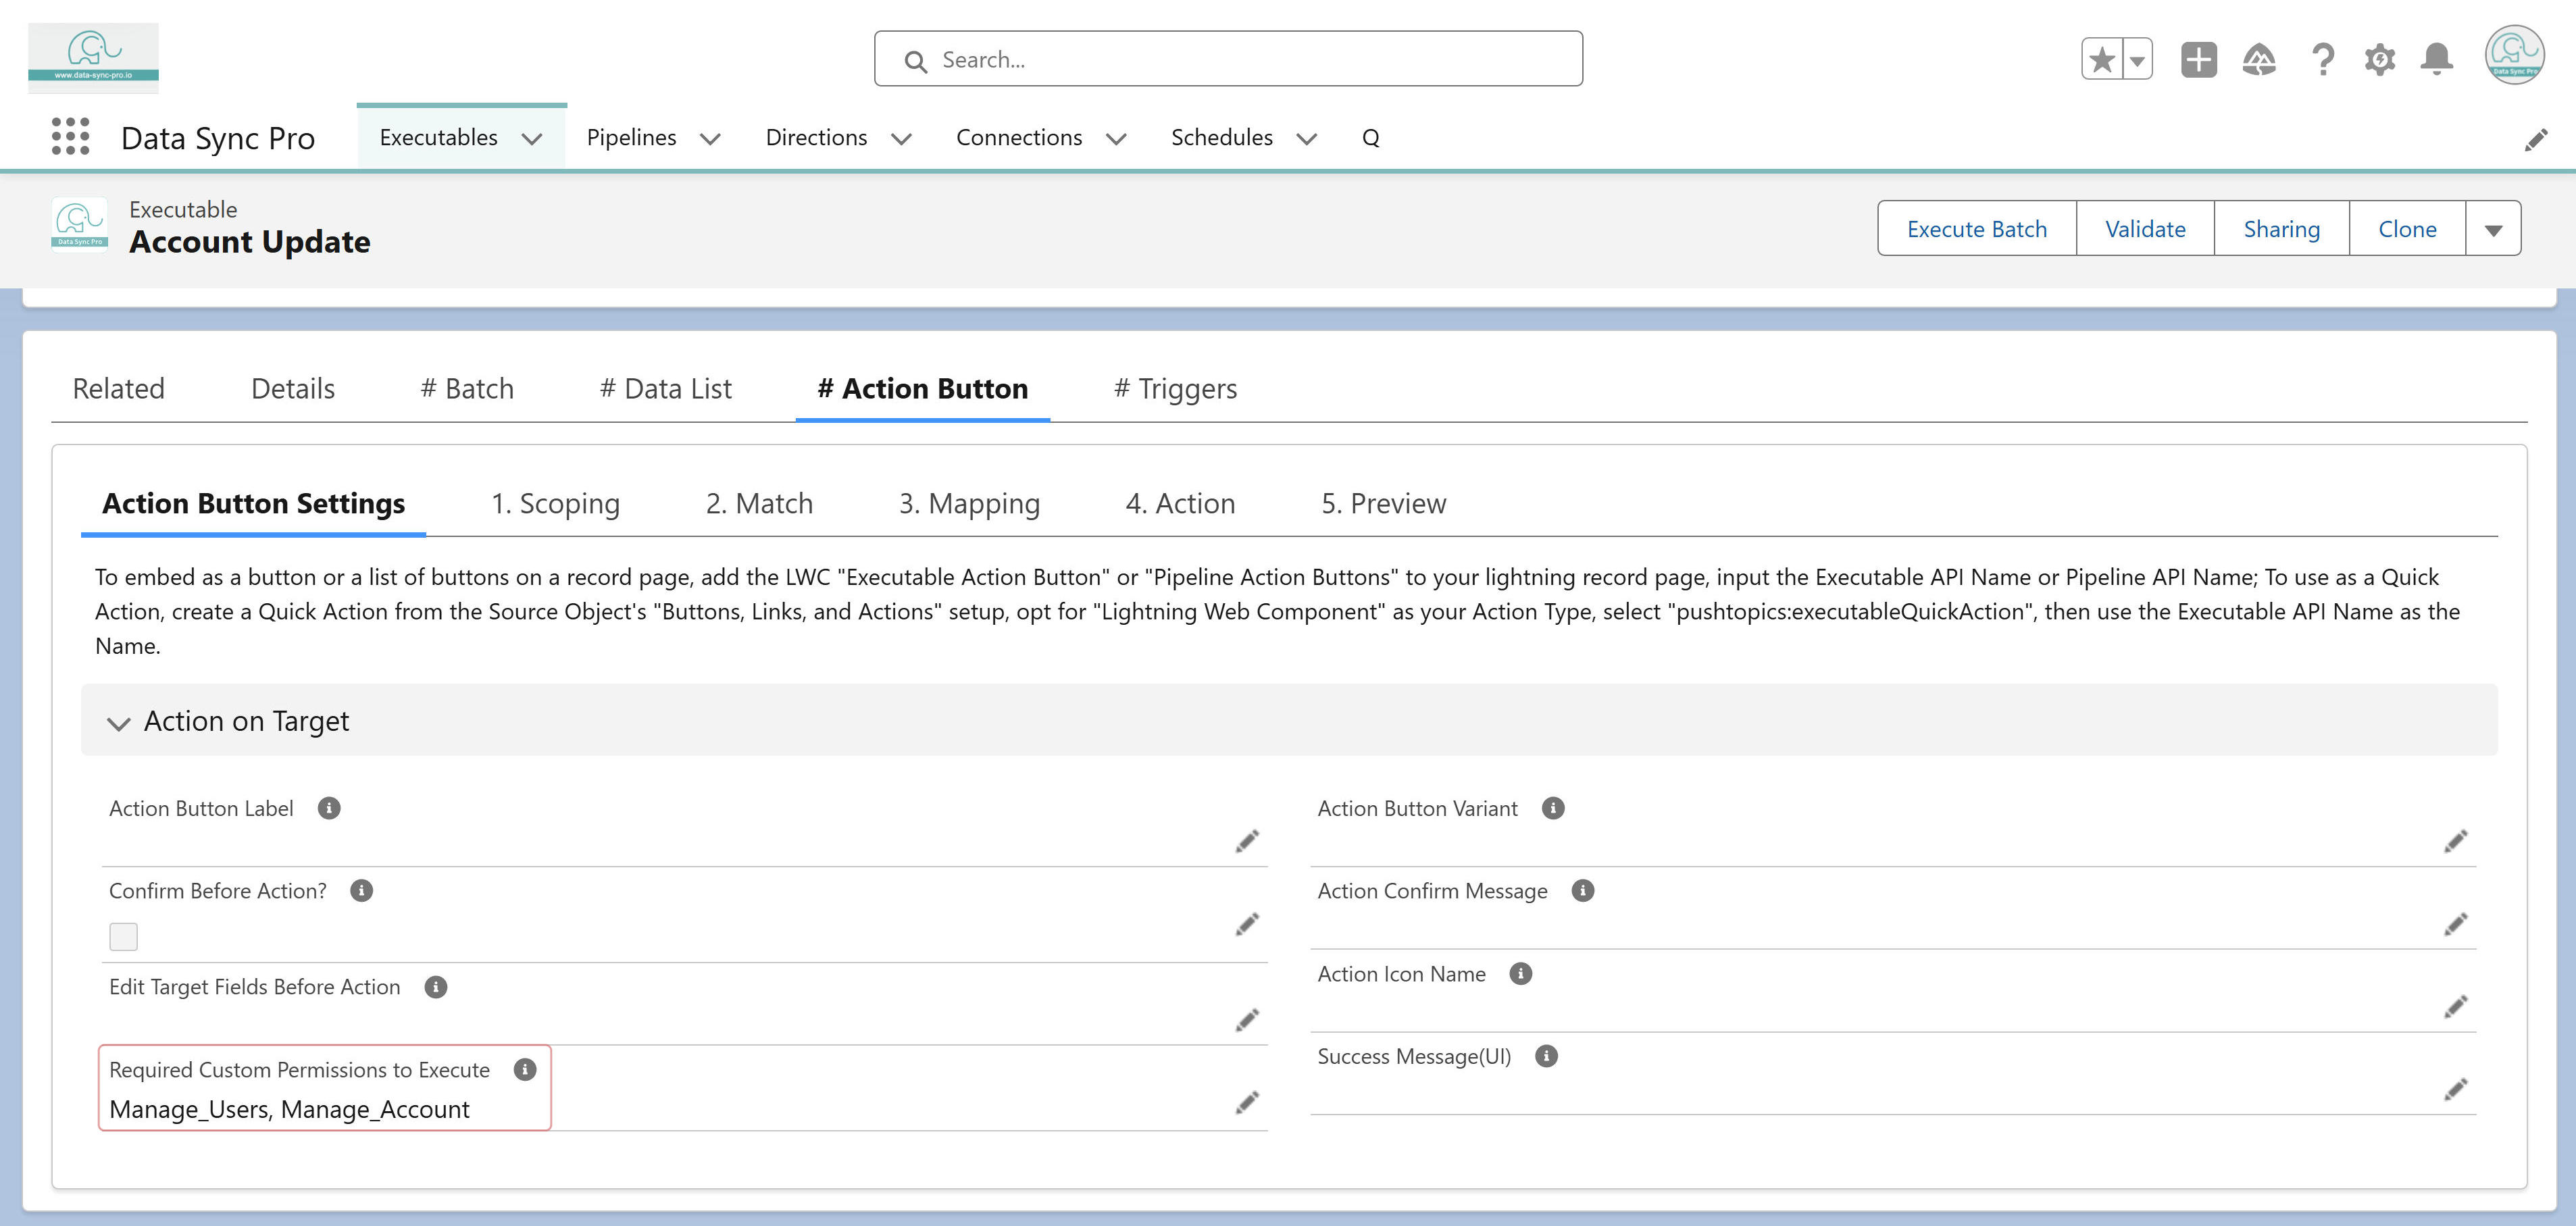 www.data-sync-pro.io
Search...
Data Sync Pro
Data Sync Pro
Executables
Pipelines
Directions
Connections
Schedules
Q
Data Sync Pro
Executable
Account Update
Execute Batch
Validate
Sharing
Clone
Related
Details
# Batch
# Data List
# Action Button
# Triggers
Action Button Settings
1. Scoping
2. Match
3. Mapping
4. Action
5. Preview
To embed as a button or a list of buttons on a record page, add the LWC "Executable Action Button" or "Pipeline Action Buttons" to your lightning record page, input the Executable API Name or Pipeline API Name; To use as a Quick
Action, create a Quick Action from the Source Object's "Buttons, Links, and Actions" setup, opt for "Lightning Web Component" as your Action Type, select "pushtopics:executableQuickAction", then use the Executable API Name as the
Name.
Action on Target
Action Button Label
Action Button Variant
Confirm Before Action?
Action Confirm Message
Edit Target Fields Before Action
Action Icon Name
Required Custom Permissions to Execute
Manage_Users, Manage_Account
Success Message(UI)